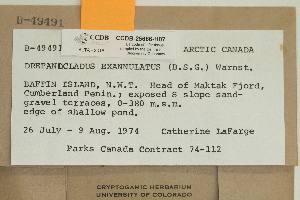 B-49491
CCDB CCDB-25686-H07
B-49491
ARCTIC CANADA
DREPANOCLADUS EXANNULATUS (B.S.G.) Warnst.
BAFFIN ISLAND, N.W.T. Head of Maktak Fjord,
Cumberland Penin.; exposed S slope sand-
gravel terraces, 0-380 m.s.m.
edge of shallow pond.
26 July - 9 Aug. 1974 Catherine LaFarge
Parks Canada Contract 74-112
CRYPTOGAMIC HERBARIUM
UNIVERSITY OF COLORADO